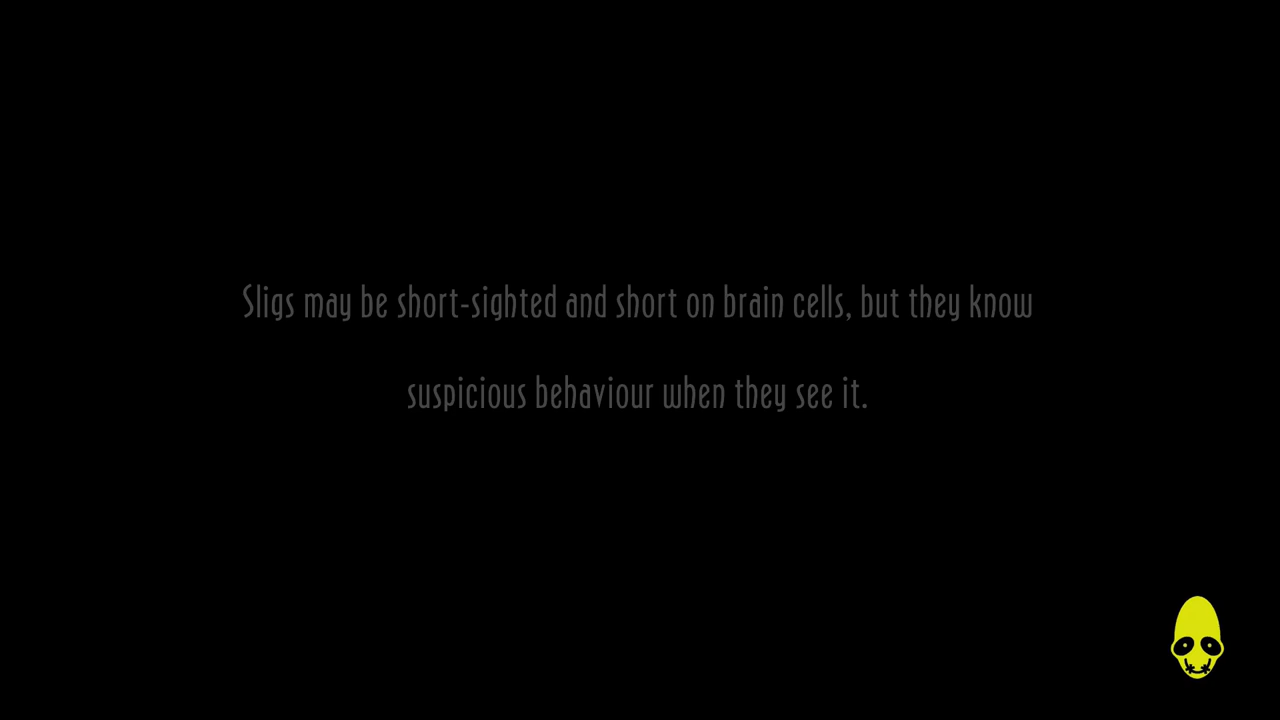 Sligs may be short-sighted and short on brain cells, but they know
suspicious behaviour when they see it.